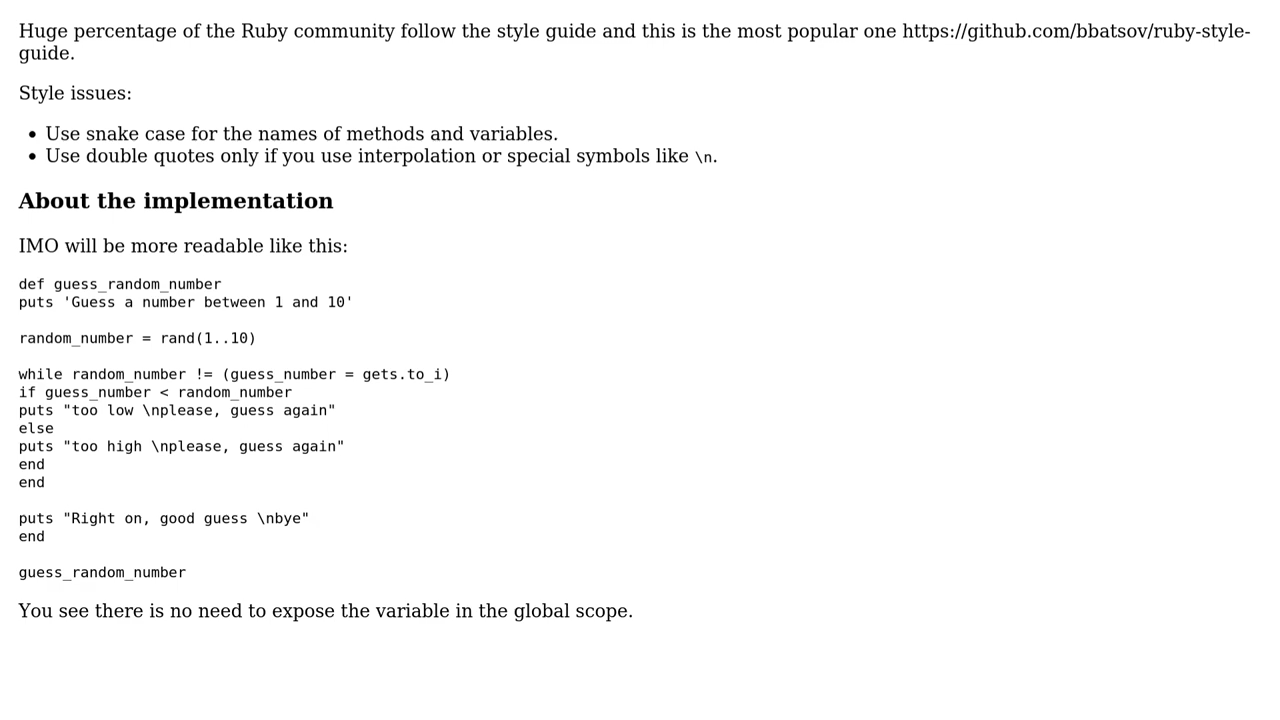 Huge percentage of the Ruby community follow the style guide and this is the most popular one https://github.com/bbatsov/ruby-style-
guide.
Style issues:
• Use snake case for the names of methods and variables.
• Use double quotes only if you use interpolation or special symbols like \n.
About the implementation
IMO will be more readable like this:
def guess_random_number
puts 'Guess a number between 1 and 10'
random_number = rand(1..10)
while random_number != (guess_number = gets.to_i)
if guess_number < random_number
puts "too low \nplease, guess again"
else
puts "too high \nplease, guess again"
end
end
puts "Right on, good guess \nbye"
end
guess_random_number
You see there is no need to expose the variable in the global scope.